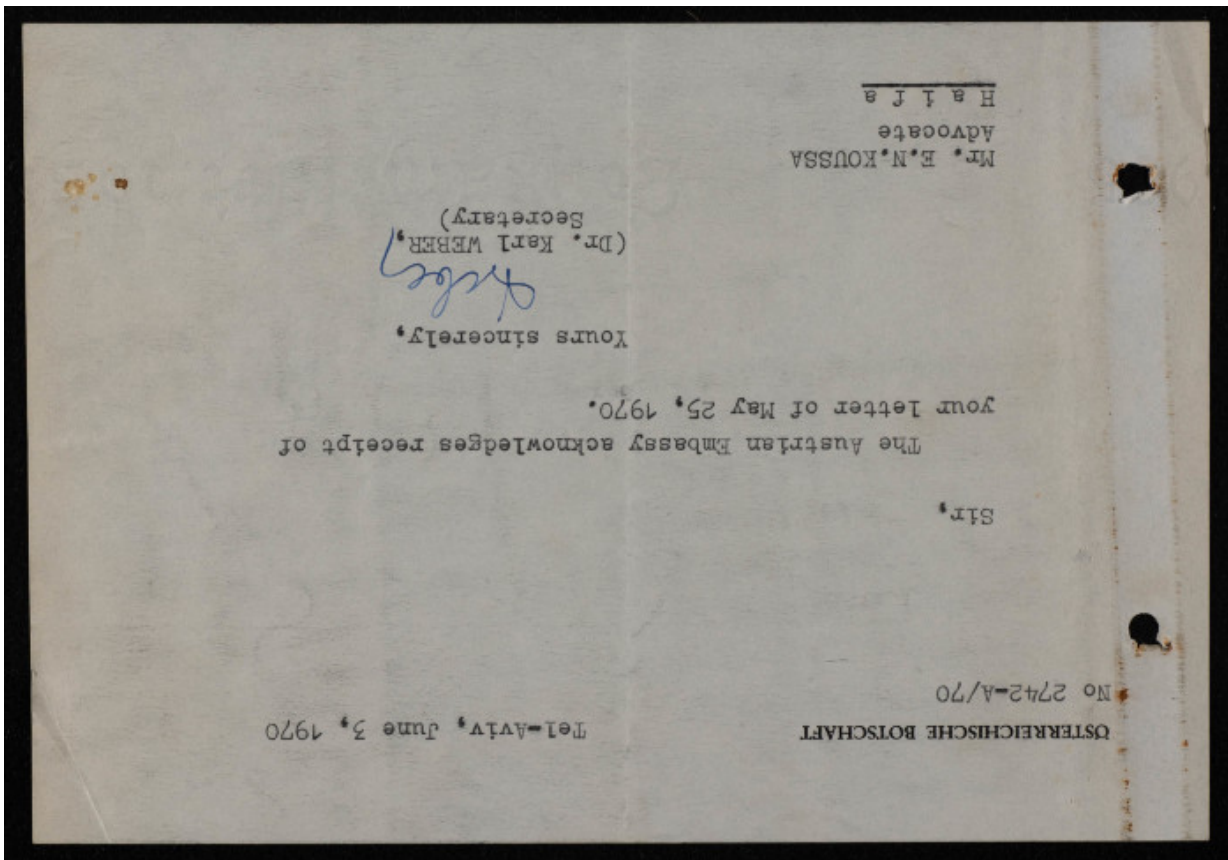 ÖSTERREICHISCHE BOTSCHAFT
Tel-Aviv, June 3, 1970
No 2742-A/70
Sir,
The Austrian Embassy acknowledges receipt of
your letter of May 25, 1970.
Yours sincerely,
Weber
(Dr. Karl WEBER,
Secretary)
Mr. E.N.KOUSSA
Advocate
H a i f a